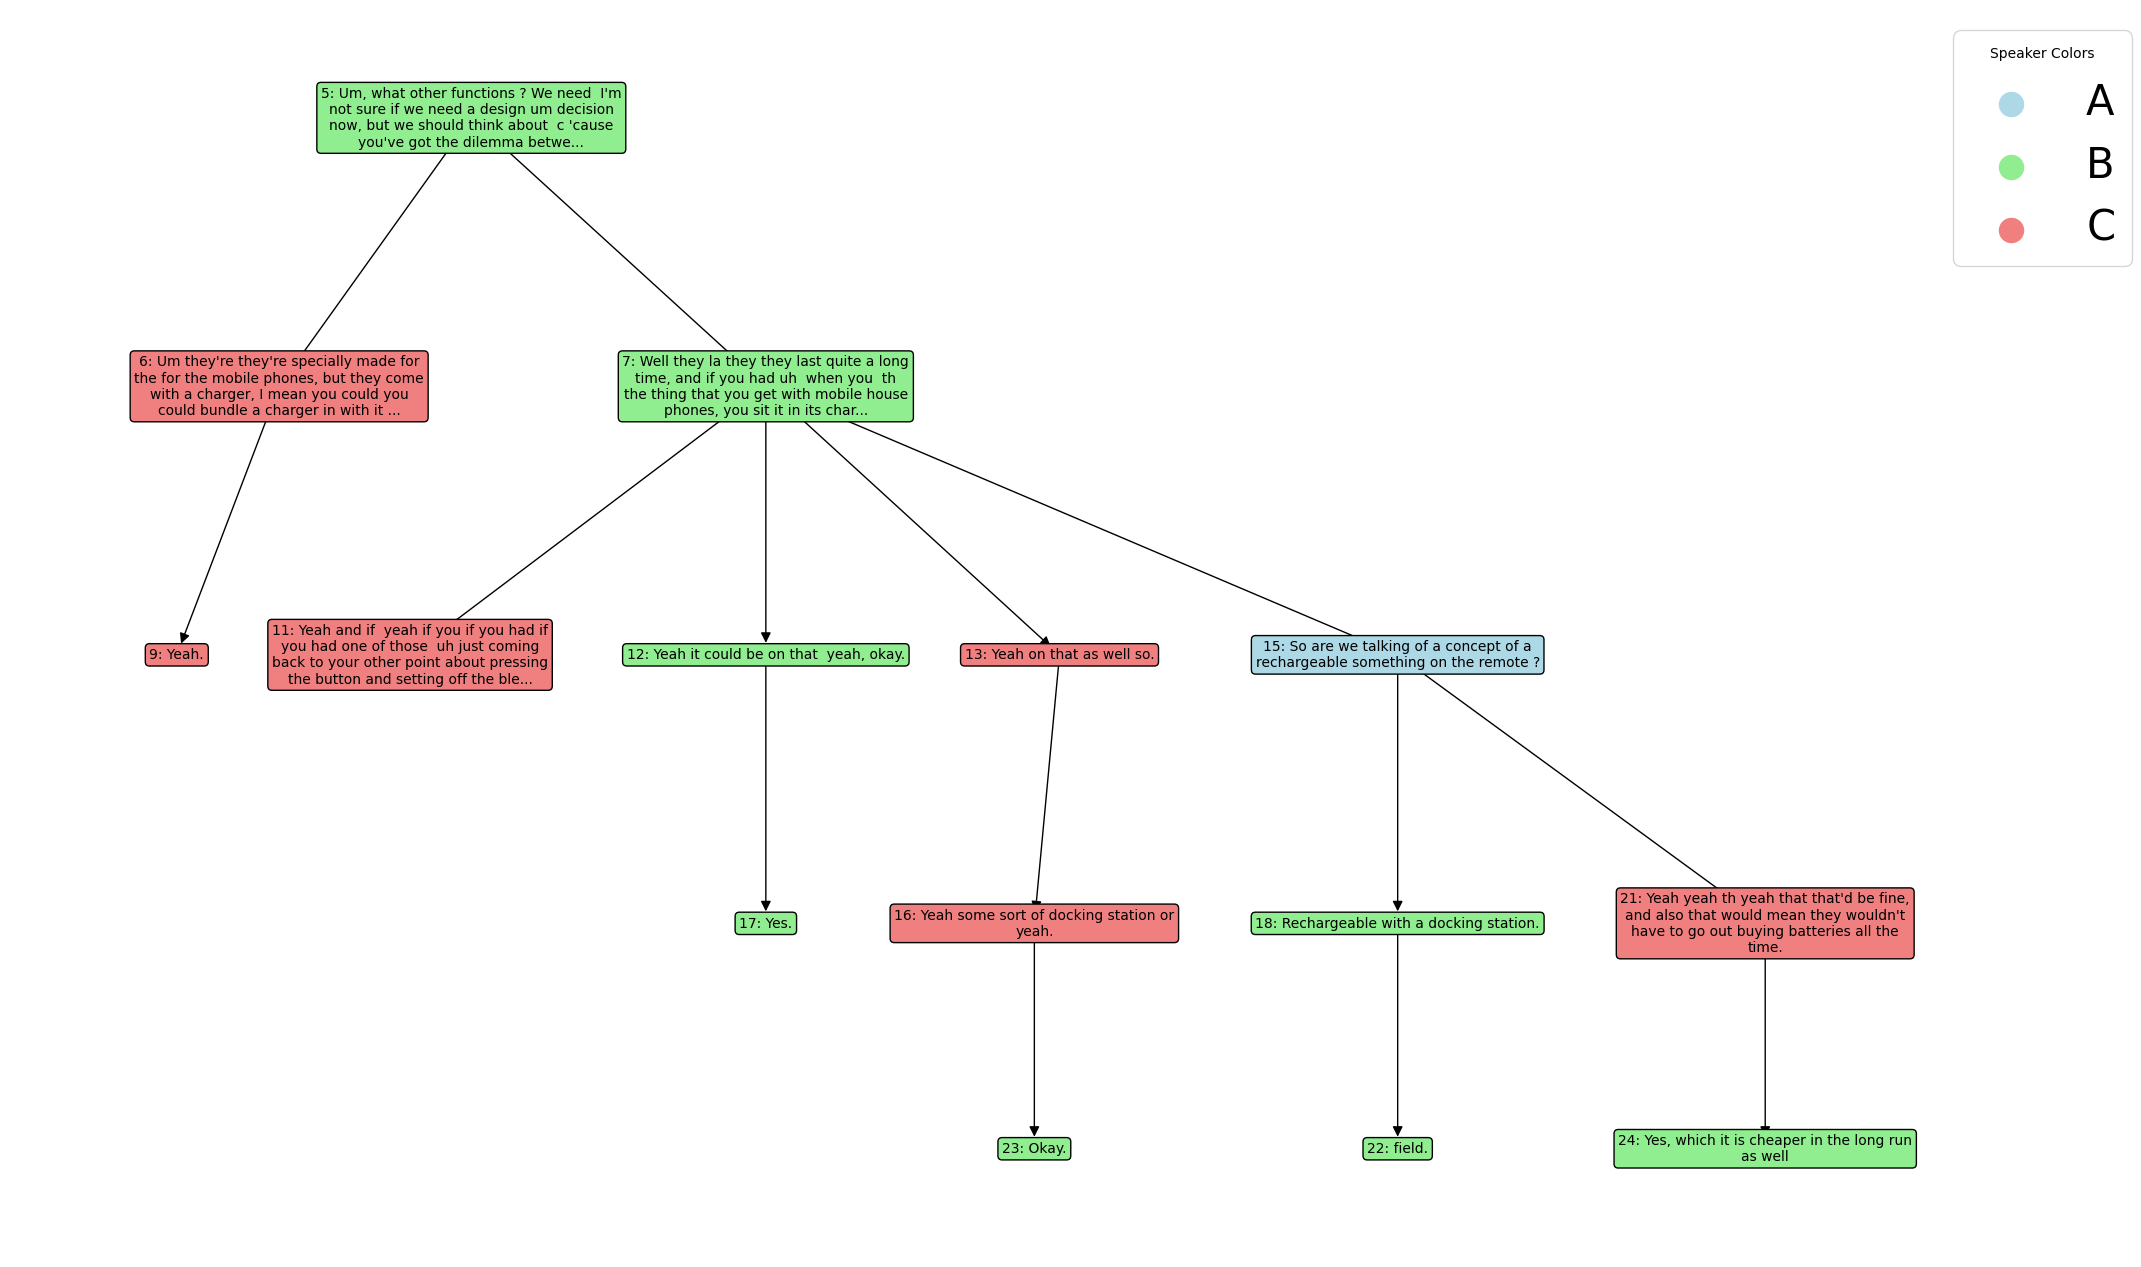 Speaker Colors
A
B
C
5: Um, what other functions ? We need  I'm
not sure if we need a design um decision
now, but we should think about  c 'cause
you've got the dilemma betwe...
6: Um they're they're specially made for
the for the mobile phones, but they come
with a charger, I mean you could you
could bundle a charger in with it ...
7: Well they la they they last quite a long
time, and if you had uh  when you  th
the thing that you get with mobile house
phones, you sit it in its char...
9: Yeah.
11: Yeah and if  yeah if you if you had if
you had one of those  uh just coming
back to your other point about pressing
the button and setting off the ble...
12: Yeah it could be on that  yeah, okay.
13: Yeah on that as well so.
15: So are we talking of a concept of a
rechargeable something on the remote ?
17: Yes.
16: Yeah some sort of docking station or
yeah.
18: Rechargeable with a docking station.
21: Yeah yeah th yeah that that'd be fine,
and also that would mean they wouldn't
have to go out buying batteries all the
time.
23: Okay.
22: field.
24: Yes, which it is cheaper in the long run
as well